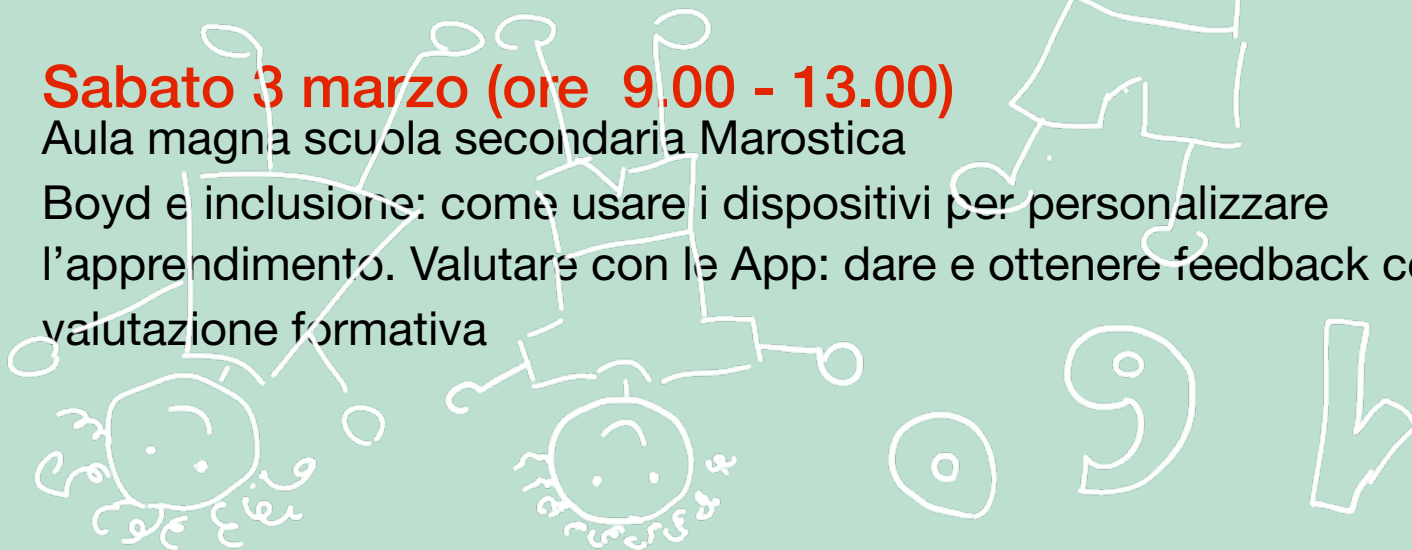 Sabato 3 marzo (ore 9.00 - 13.00)
Aula magna scuola secondaria Marostica
Boyd e inclusione: come usare i dispositivi per personalizzare
l’apprendimento. Valutare con le App: dare e ottenere feedback
valutazione formativa